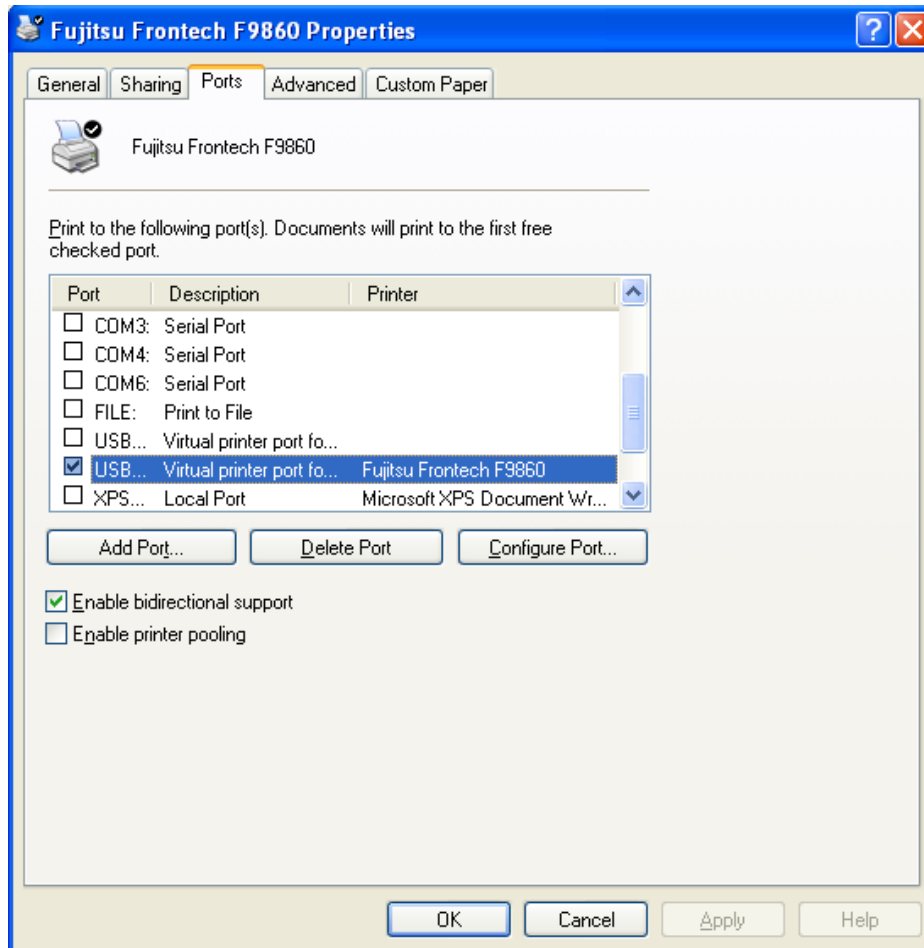 Fujitsu Frontech F9860 Properties
?
General Sharing Ports Advanced Custom Paper
Fujitsu Frontech F9860
Print to the following port(s). Documents will print to the first free
checked port.
Port Description Printer
COM3: Serial Port
COM4: Serial Port
COM6: Serial Port
FILE: Print to File
USB... Virtual printer port fo...
USB... Virtual printer port fo... Fujitsu Frontech F9860
XPS... Local Port Microsoft XPS Document Wr...
Add Port... Delete Port Configure Port...
Enable bidirectional support
Enable printer pooling
OK Cancel Apply Help